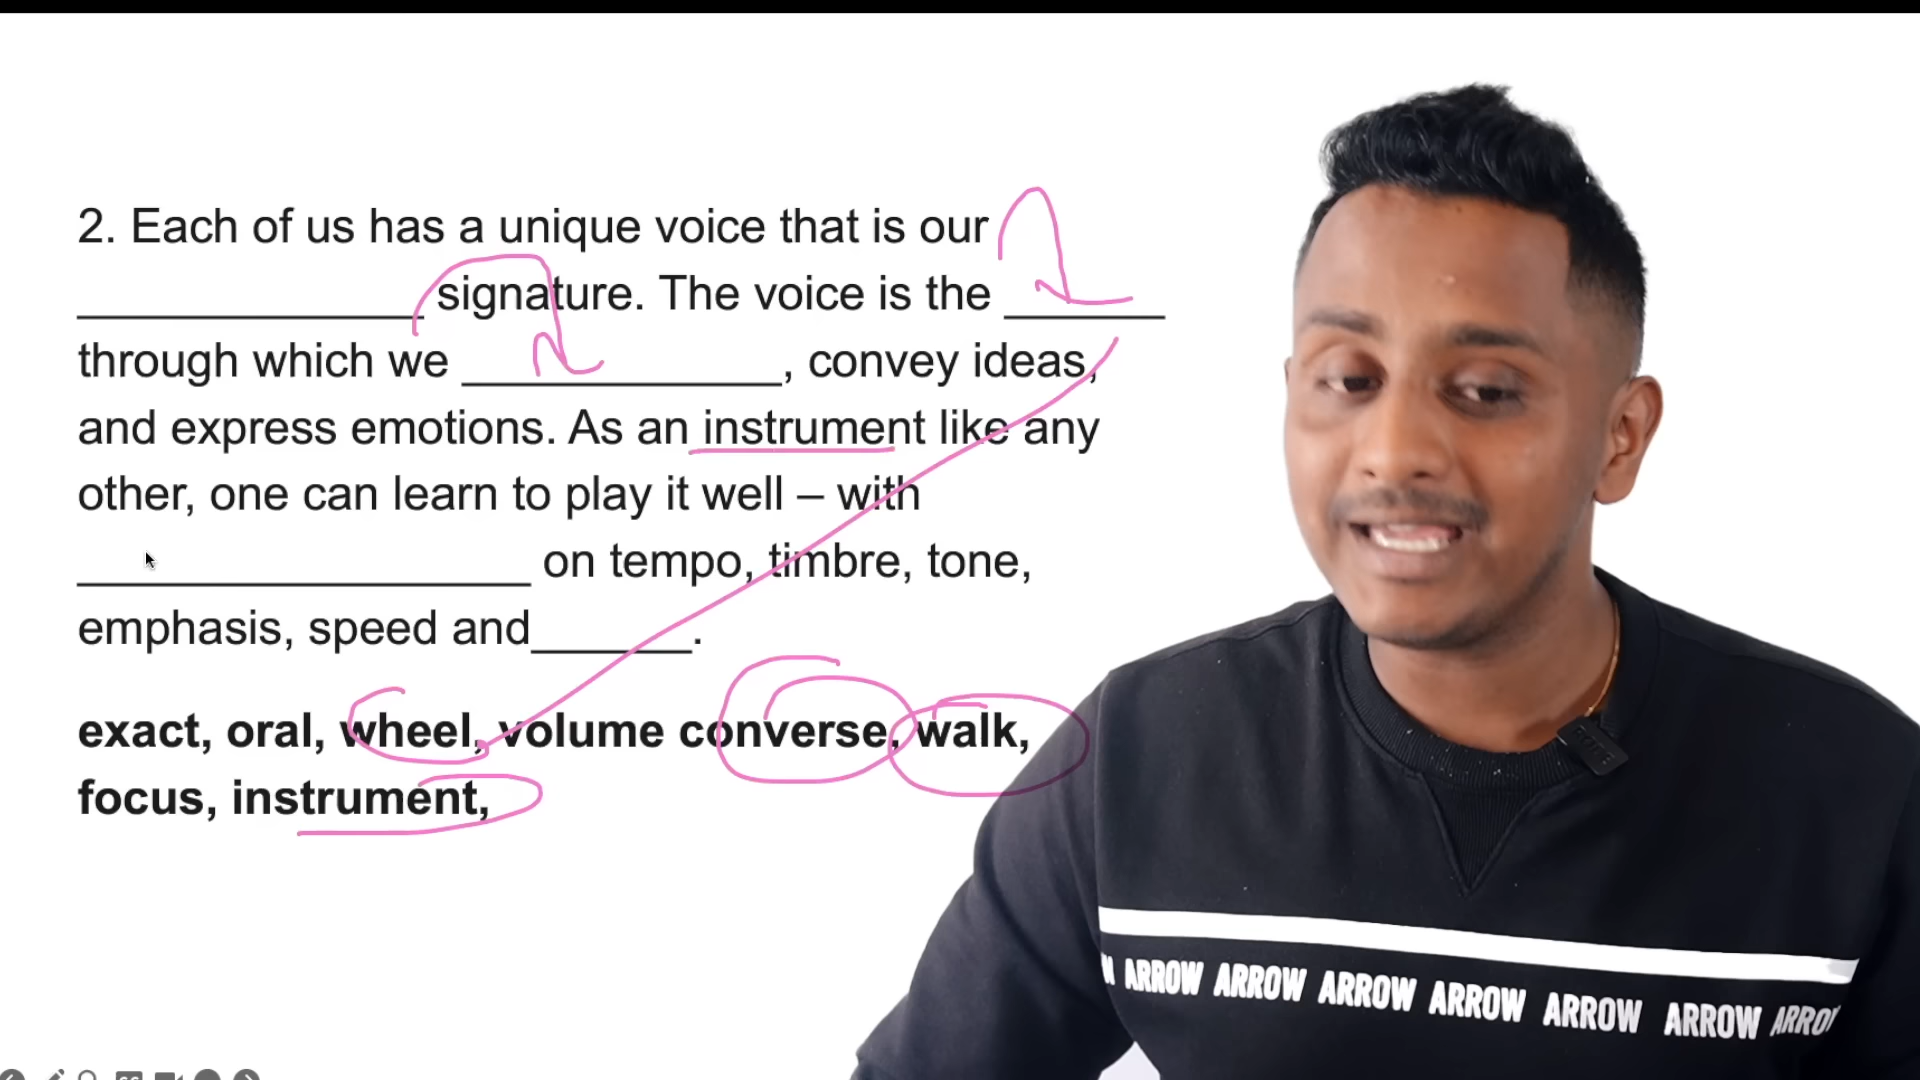 2. Each of us has a unique voice that is our
_______________ signature. The voice is the _______
through which we ______________, convey ideas,
and express emotions. As an instrument like any
other, one can learn to play it well – with
____________________ on tempo, timbre, tone,
emphasis, speed and_______.
exact, oral, wheel, volume converse, walk,
focus, instrument,
ARROW ARROW ARROW ARROW ARROW ARROW ARRO